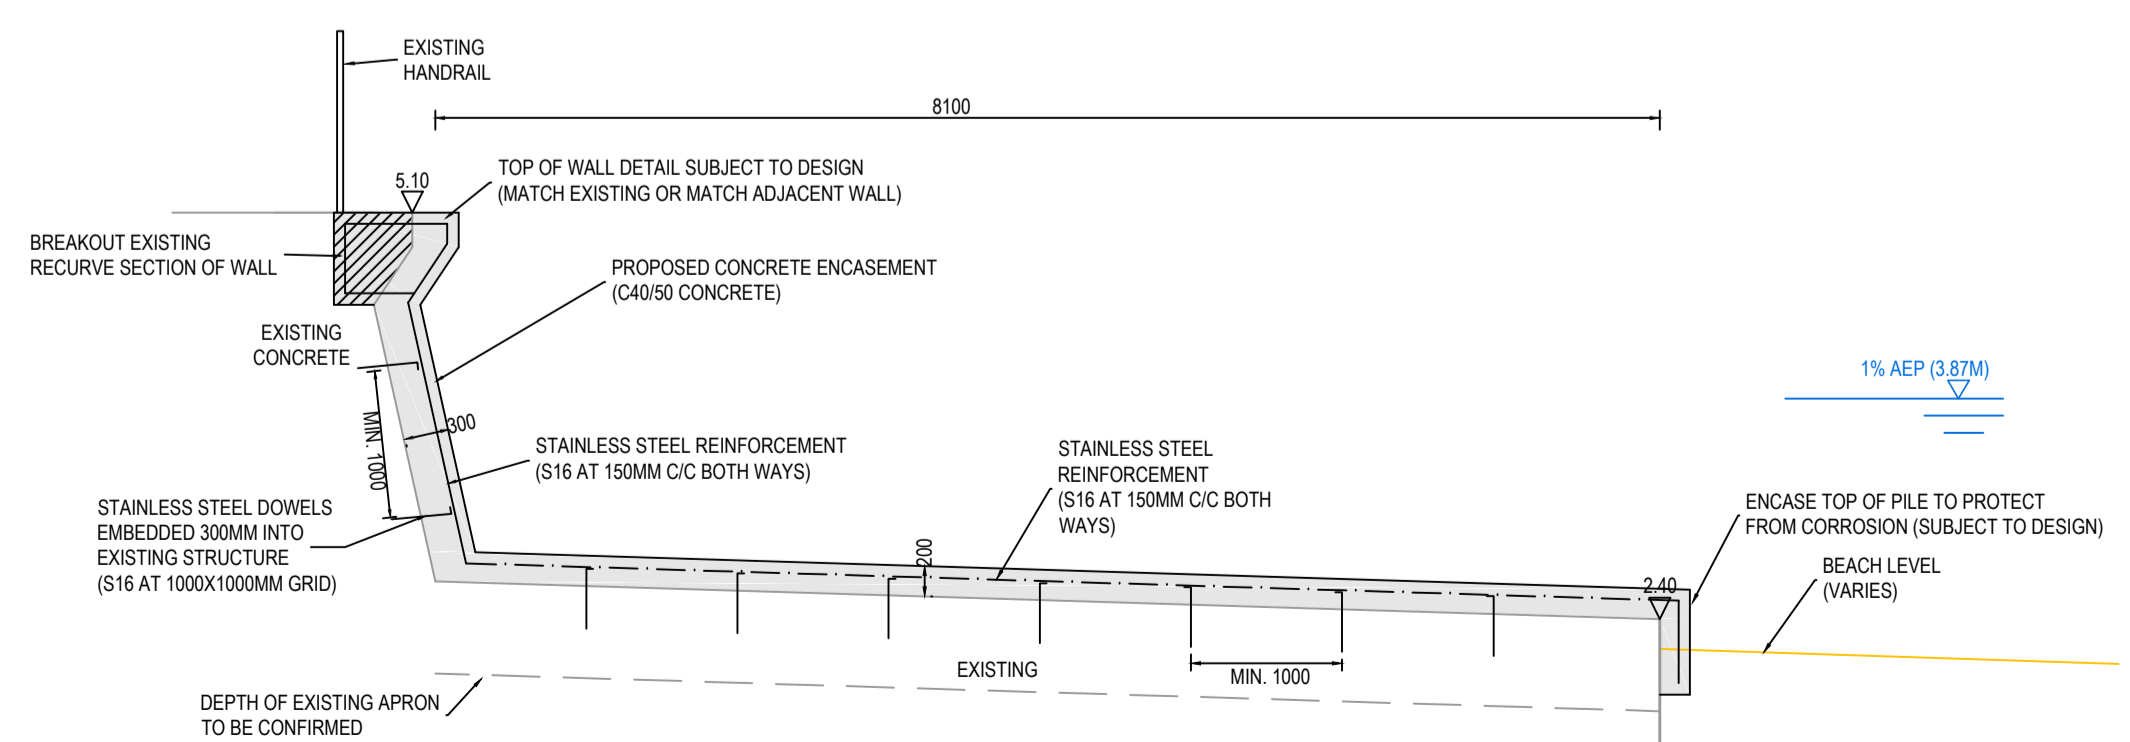 EXISTING
HANDRAIL
8100
TOP OF WALL DETAIL SUBJECT TO DESIGN
(MATCH EXISTING OR MATCH ADJACENT WALL)
5.10
BREAKOUT EXISTING
RECURVE SECTION OF WALL
PROPOSED CONCRETE ENCASEMENT
(C40/50 CONCRETE)
EXISTING
CONCRETE
1% AEP (3.87M)
MIN. 1000
300
STAINLESS STEEL REINFORCEMENT
(S16 AT 150MM C/C BOTH WAYS)
STAINLESS STEEL
REINFORCEMENT
(S16 AT 150MM C/C BOTH
WAYS)
STAINLESS STEEL DOWELS
EMBEDDED 300MM INTO
EXISTING STRUCTURE
(S16 AT 1000X1000MM GRID)
ENCASE TOP OF PILE TO PROTECT
FROM CORROSION (SUBJECT TO DESIGN)
200
2.40
BEACH LEVEL
(VARIES)
EXISTING
MIN. 1000
DEPTH OF EXISTING APRON
TO BE CONFIRMED